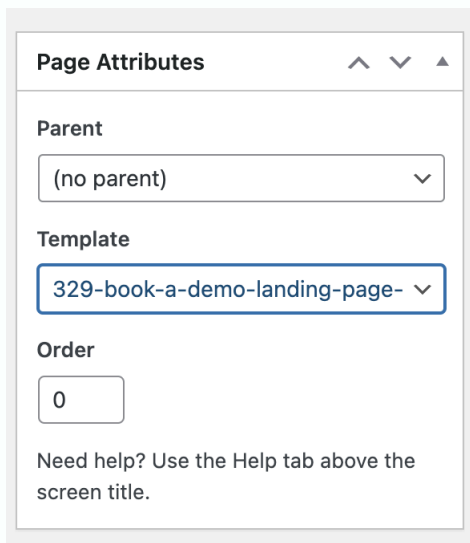 Page Attributes
Parent
(no parent)
Template
329-book-a-demo-landing-page-
Order
0
Need help? Use the Help tab above the
screen title.